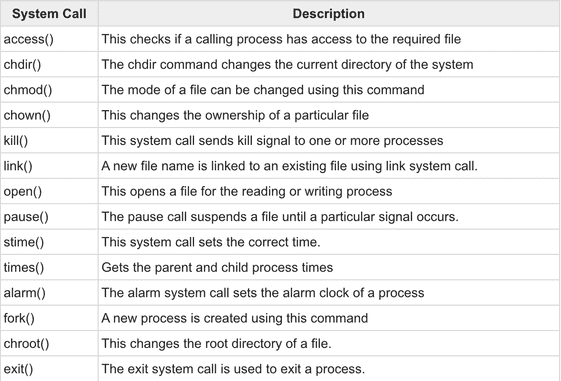 System Call Description
access() This checks if a calling process has access to the required file
chdir() The chdir command changes the current directory of the system
chmod() The mode of a file can be changed using this command
chown() This changes the ownership of a particular file
kill() This system call sends kill signal to one or more processes
link() A new file name is linked to an existing file using link system call.
open() This opens a file for the reading or writing process
pause() The pause call suspends a file until a particular signal occurs.
stime() This system call sets the correct time.
times() Gets the parent and child process times
alarm() The alarm system call sets the alarm clock of a process
fork() A new process is created using this command
chroot() This changes the root directory of a file.
exit() The exit system call is used to exit a process.